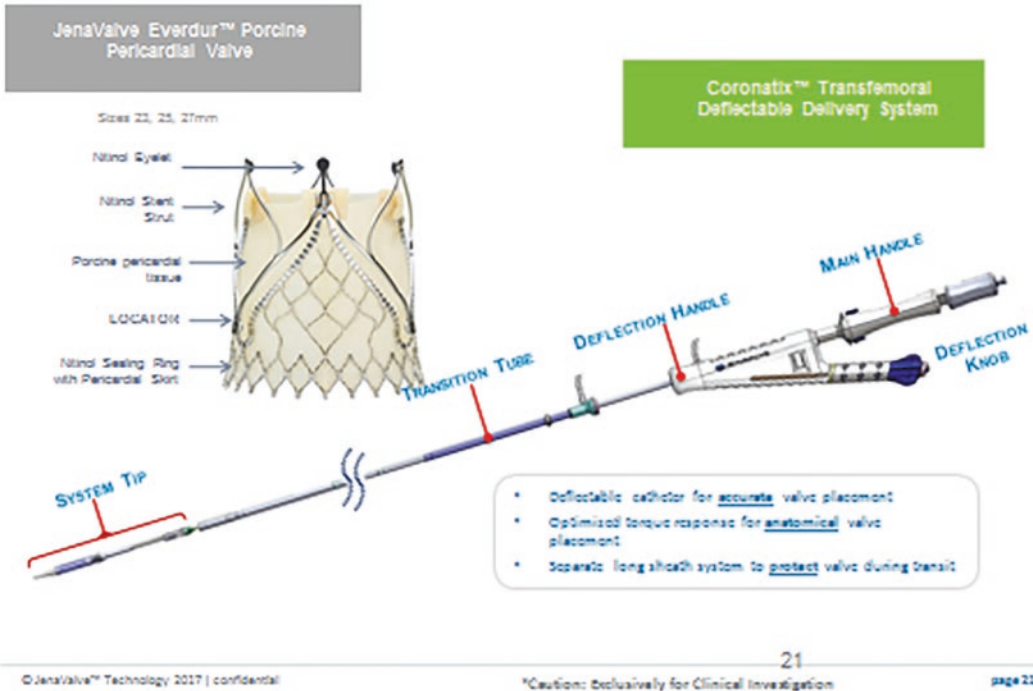 JenaValve Everdur™ Porcine
Pericardial Valve
Coronatix™ Transfemoral
Deflectable Delivery System
Sizes 23, 25, 27mm
Nitinol Eyelet
Nitinol Stent
Strut
Porcine pericardial
tissue
LOCATOR
Nitinol Sealing Ring
with Pericardial Skirt
MAIN HANDLE
DEFLECTION HANDLE
DEFLECTION
KNOB
TRANSITION TUBE
SYSTEM TIP
• Deflectable catheter for accurate valve placement
• Optimised torque response for anatomical valve
placement
• Separate long sheath system to protect valve during transit
21
©JenaValve™ Technology 2017 | confidential
*Caution: Exclusively for Clinical Investigation
page